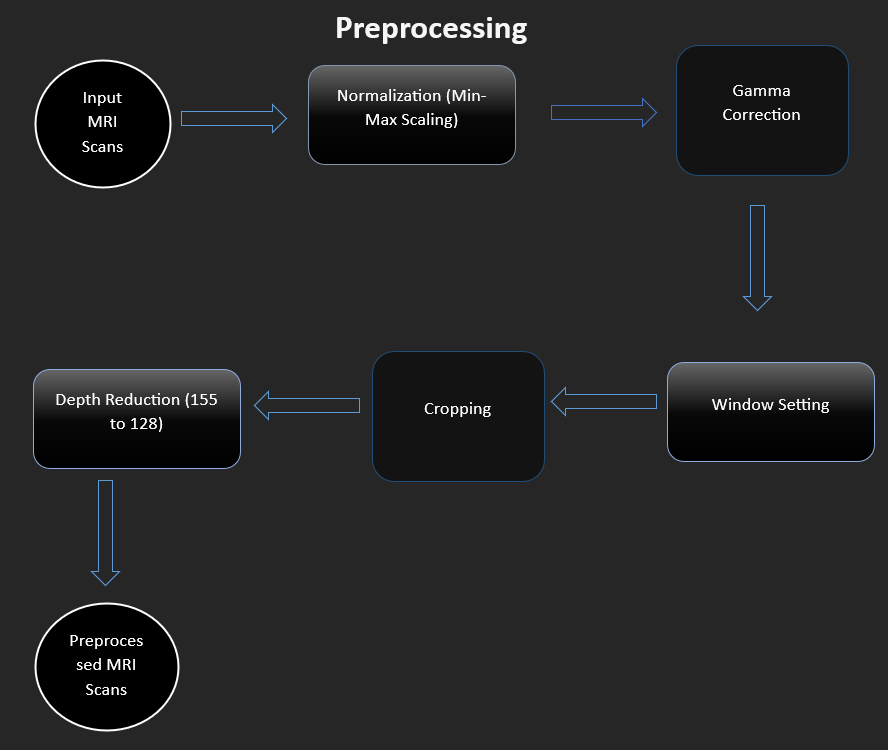 Preprocessing
Input
MRI
Scans
Normalization (Min-
Max Scaling)
Gamma
Correction
Window Setting
Cropping
Depth Reduction (155
to 128)
Preproces
sed MRI
Scans